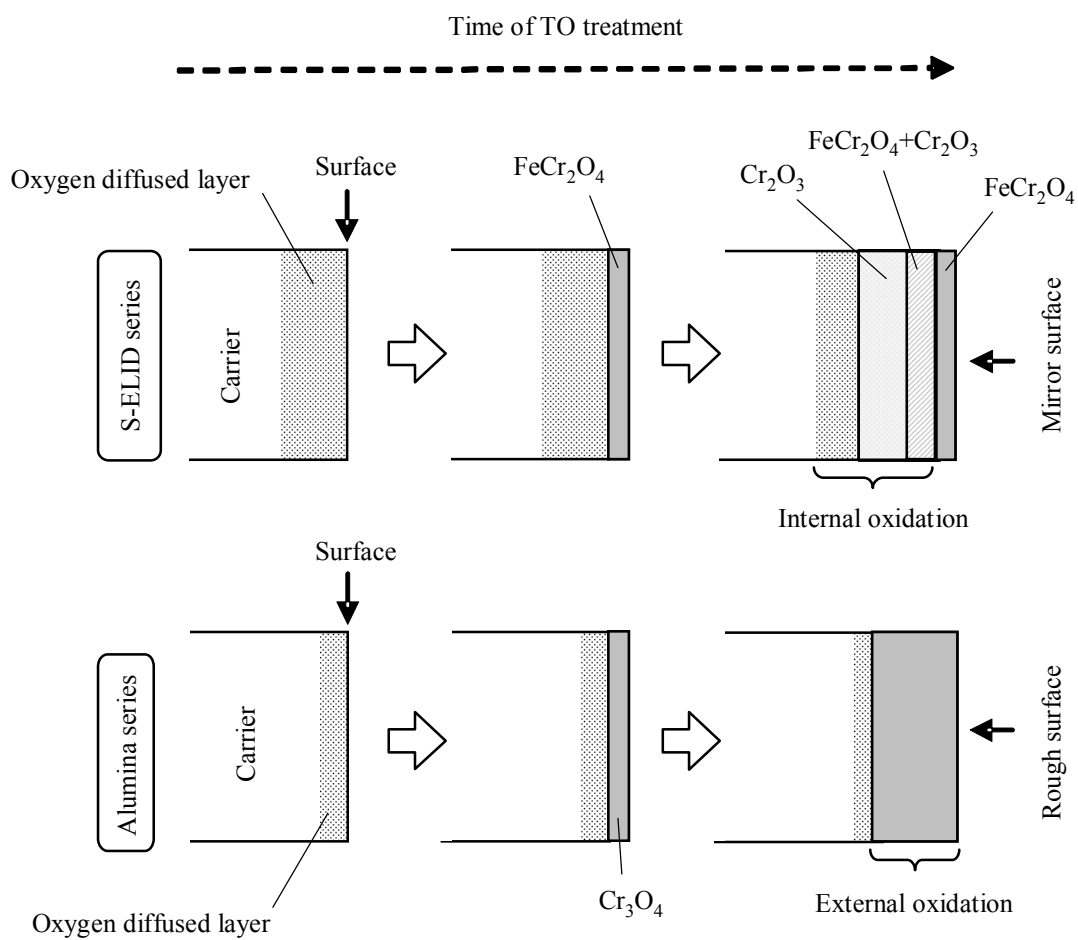 Time of TO treatment
FeCr₂O₄+Cr₂O₃
Oxygen diffused layer
Surface
FeCr₂O₄
Cr₂O₃
FeCr₂O₄
S-ELID series
Carrier
Mirror surface
Internal oxidation
Surface
Alumina series
Carrier
Rough surface
Oxygen diffused layer
Cr₃O₄
External oxidation